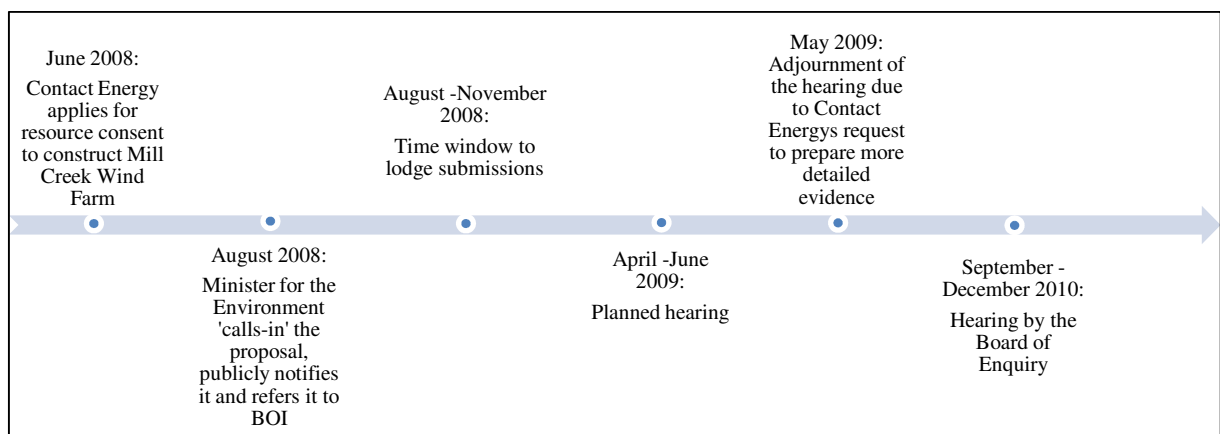 June 2008:
Contact Energy
applies for
resource consent
to construct Mill
Creek Wind
Farm
August 2008:
Minister for the
Environment
'calls-in' the
proposal,
publicly notifies
it and refers it to
BOI
August -November
2008:
Time window to
lodge submissions
April -June
2009:
Planned hearing
May 2009:
Adjournment of
the hearing due
to Contact
Energys request
to prepare more
detailed
evidence
September -
December 2010:
Hearing by the
Board of
Enquiry